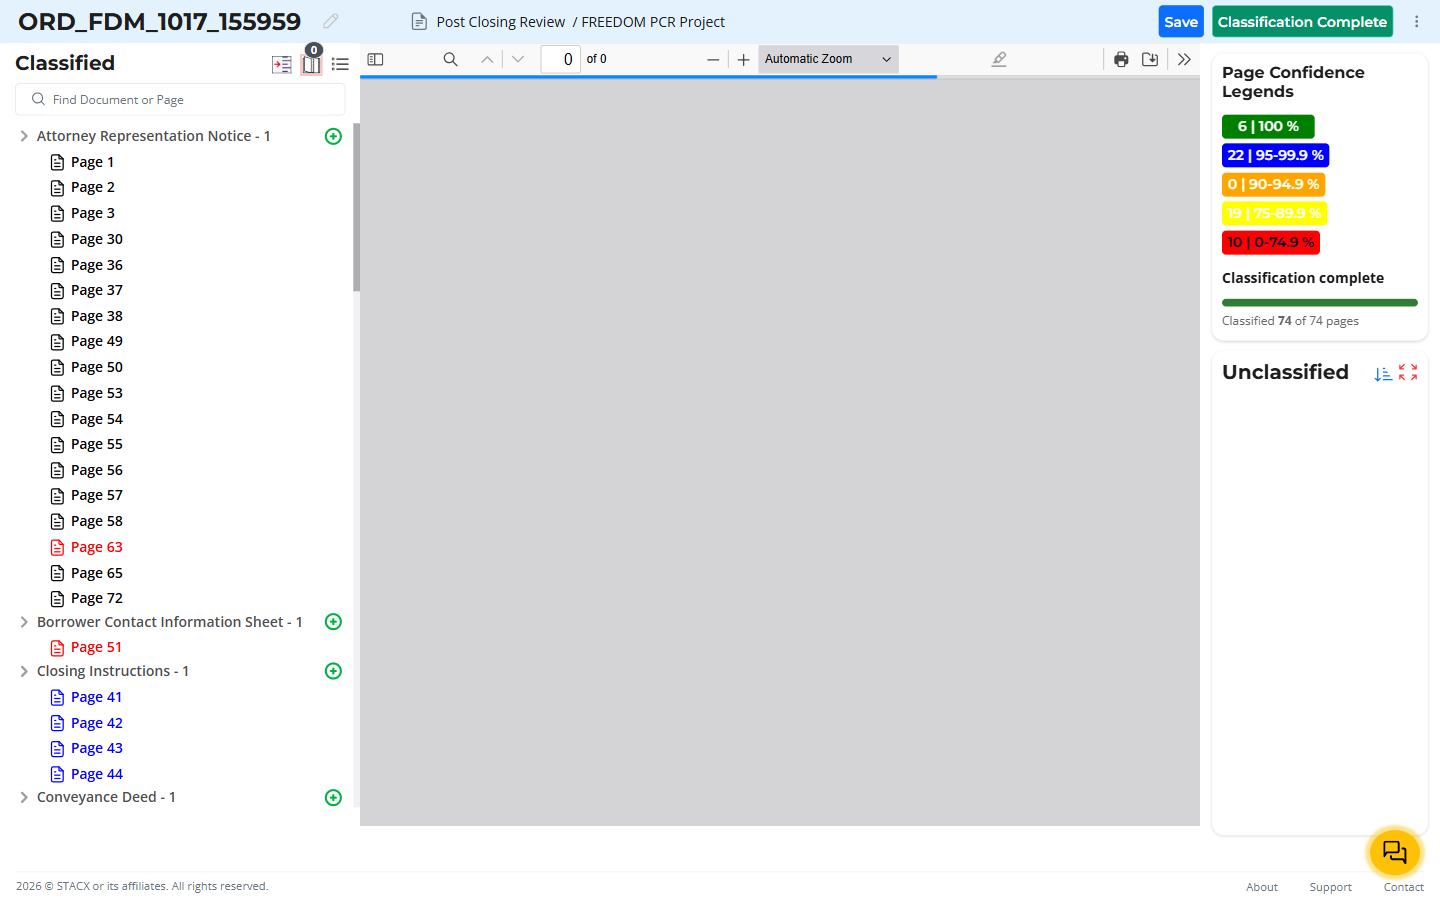 ORD_FDM_1017_155959
Post Closing Review / FREEDOM PCR Project
Save
Classification Complete
Classified
0
Find Document or Page
Attorney Representation Notice - 1
Page 1
Page 2
Page 3
Page 30
Page 36
Page 37
Page 38
Page 49
Page 50
Page 53
Page 54
Page 55
Page 56
Page 57
Page 58
Page 63
Page 65
Page 72
Borrower Contact Information Sheet - 1
Page 51
Closing Instructions - 1
Page 41
Page 42
Page 43
Page 44
Conveyance Deed - 1
0 of 0
Automatic Zoom
Page Confidence
Legends
6 | 100 %
22 | 95-99.9 %
0 | 90-94.9 %
19 | 75-89.9 %
10 | 0-74.9 %
Classification complete
Classified 74 of 74 pages
Unclassified
2026 © STACX or its affiliates. All rights reserved.
About
Support
Contact